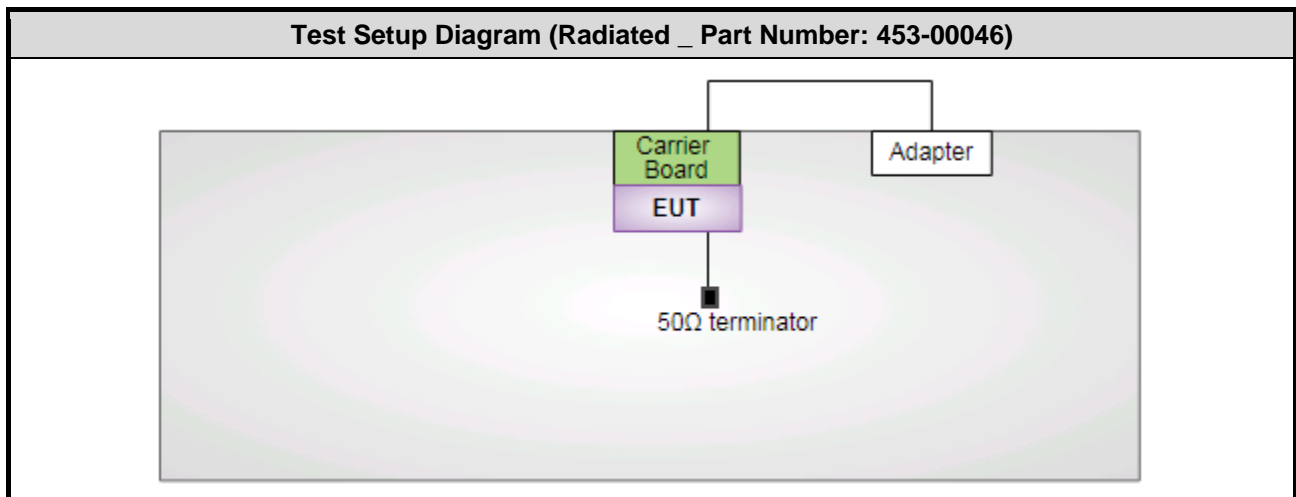 Test Setup Diagram (Radiated _ Part Number: 453-00046)
Carrier
Board
Adapter
EUT
50Ω terminator